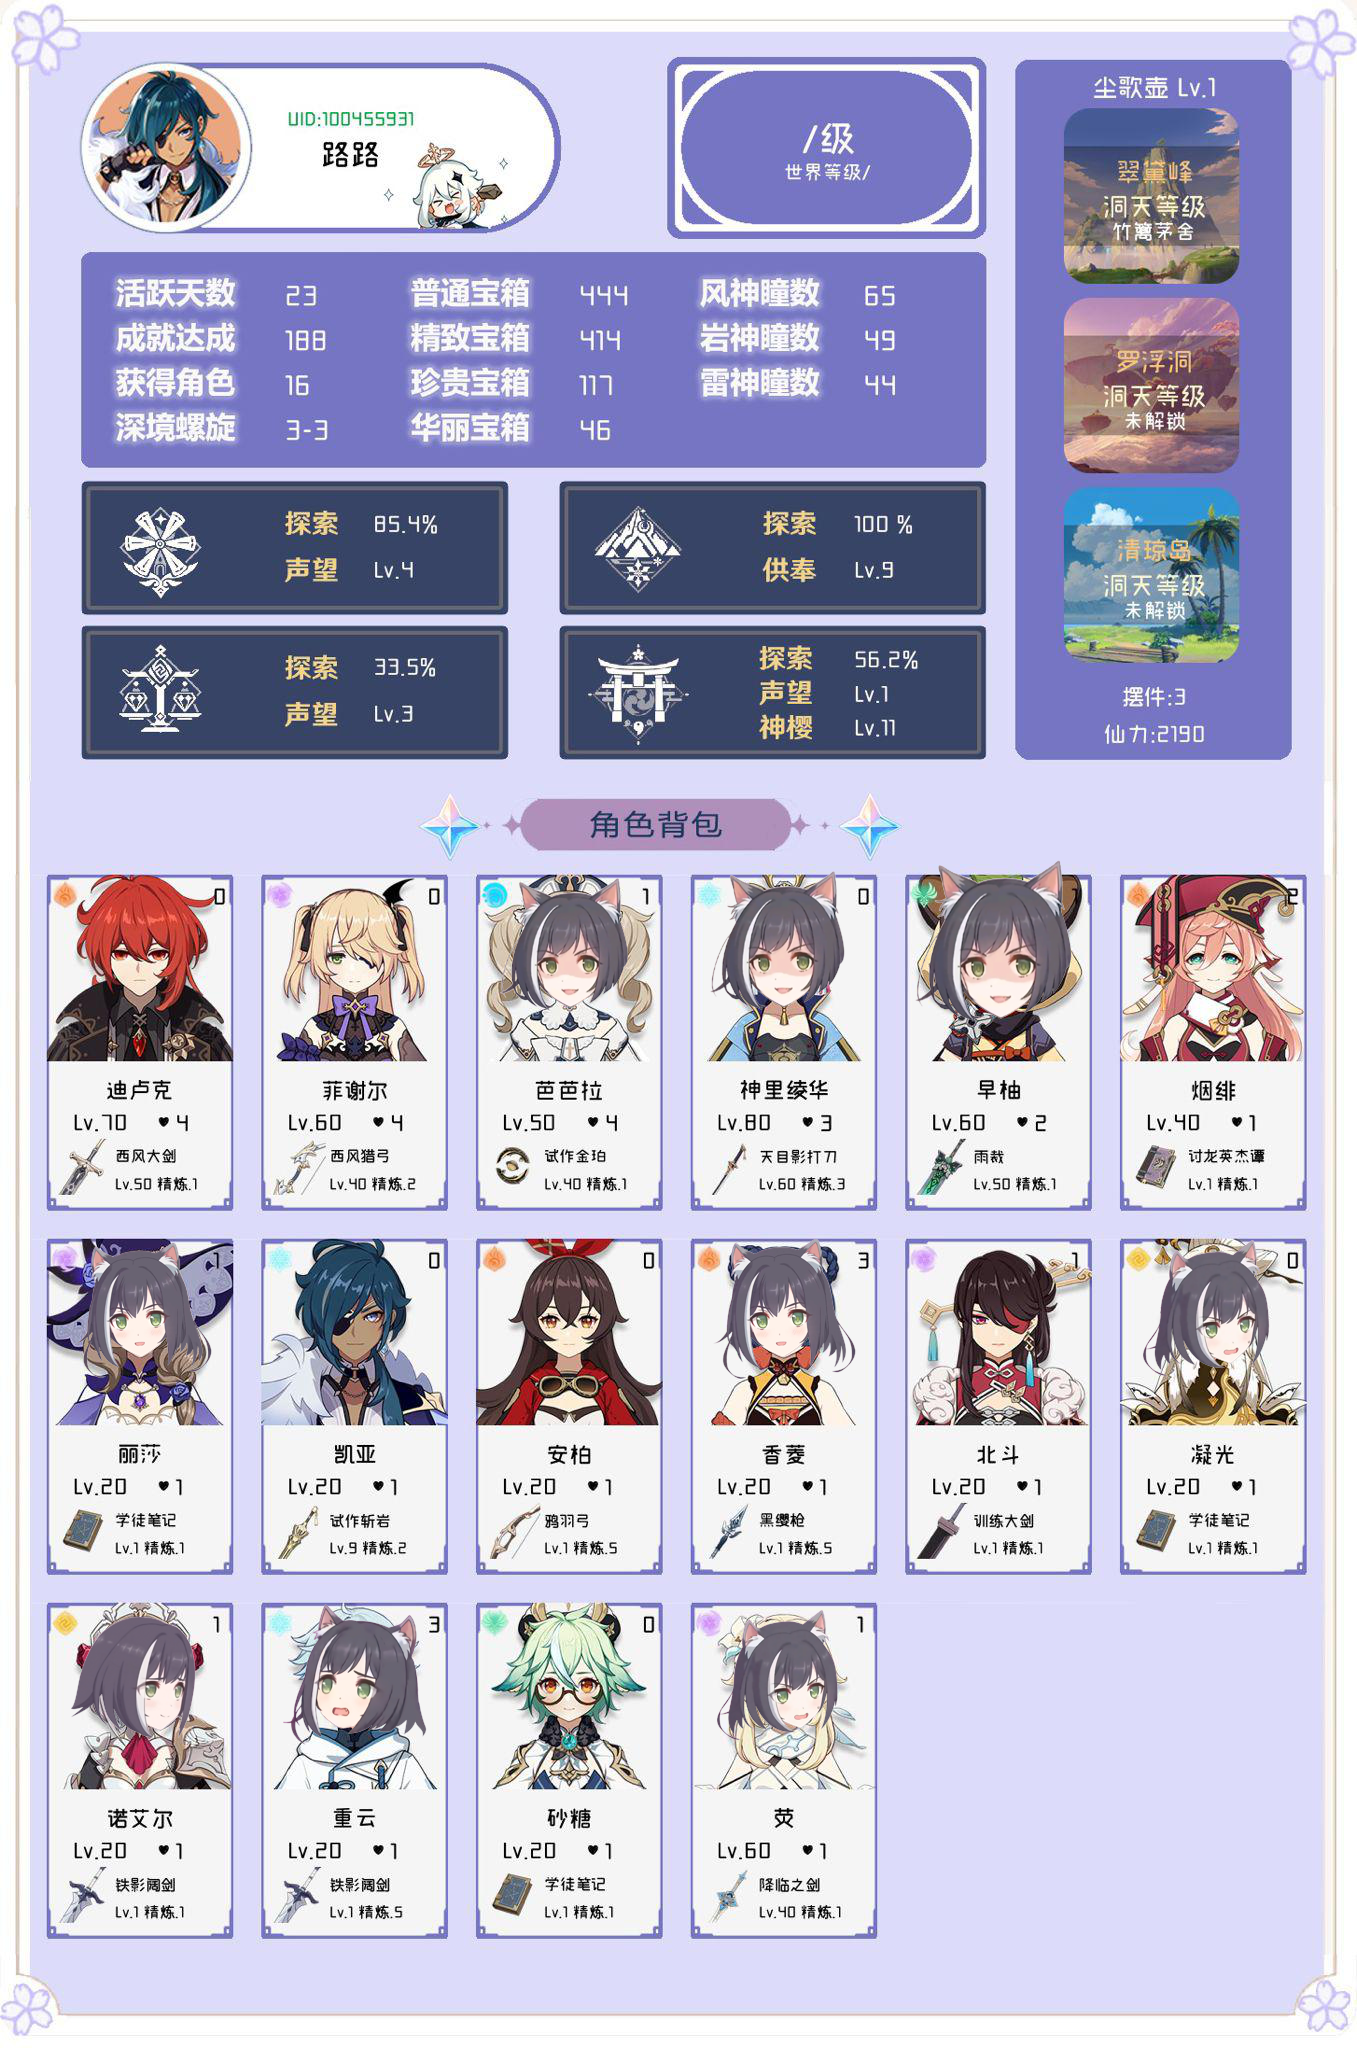 UID:100455931
路路
/级
世界等级/
尘歌壶 Lv.1
翠黛峰
洞天等级
竹篱茅舍
罗浮洞
洞天等级
未解锁
清琼岛
洞天等级
未解锁
摆件:3
仙力:2190
活跃天数 23 普通宝箱 444 风神瞳数 65
成就达成 188 精致宝箱 414 岩神瞳数 49
获得角色 16 珍贵宝箱 117 雷神瞳数 44
深境螺旋 3-3 华丽宝箱 46
探索 85.4%
声望 Lv.4
探索 100 %
供奉 Lv.9
探索 33.5%
声望 Lv.3
探索 56.2%
声望 Lv.1
神樱 Lv.11
角色背包
0
迪卢克
Lv.70 ♥4
西风大剑
Lv.50 精炼.1
0
菲谢尔
Lv.60 ♥4
西风猎弓
Lv.40 精炼.2
1
芭芭拉
Lv.50 ♥4
试作金珀
Lv.40 精炼.1
0
神里绫华
Lv.80 ♥3
天目影打刀
Lv.60 精炼.3
早柚
Lv.60 ♥2
雨裁
Lv.50 精炼.1
2
烟绯
Lv.40 ♥1
讨龙英杰谭
Lv.1 精炼.1
1
丽莎
Lv.20 ♥1
学徒笔记
Lv.1 精炼.1
0
凯亚
Lv.20 ♥1
试作斩岩
Lv.9 精炼.2
0
安柏
Lv.20 ♥1
鸦羽弓
Lv.1 精炼.5
3
香菱
Lv.20 ♥1
黑缨枪
Lv.1 精炼.5
1
北斗
Lv.20 ♥1
训练大剑
Lv.1 精炼.1
0
凝光
Lv.20 ♥1
学徒笔记
Lv.1 精炼.1
1
诺艾尔
Lv.20 ♥1
铁影阔剑
Lv.1 精炼.1
3
重云
Lv.20 ♥1
铁影阔剑
Lv.1 精炼.5
0
砂糖
Lv.20 ♥1
学徒笔记
Lv.1 精炼.1
1
荧
Lv.60 ♥1
降临之剑
Lv.40 精炼.1